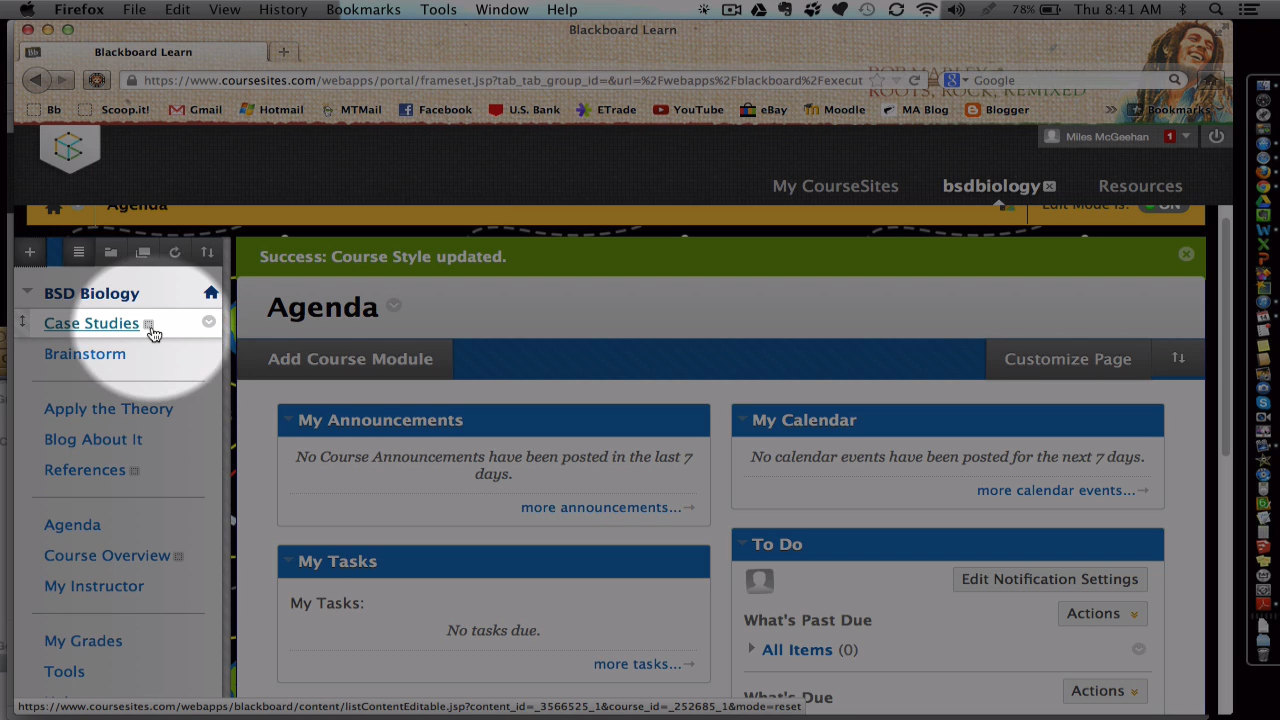 Firefox File Edit View History Bookmarks Tools Window Help 78% Thu 8:41 AM
Blackboard Learn
Bb Blackboard Learn
https://www.coursesites.com/webapps/portal/frameset.jsp?tab_tab_group_id=&url=%2Fwebapps%2Fblackboard%2Fexecut Google
BOB MARLEY
ROOTS, ROCK, REMIXED
Bb Scoop.it! Gmail Hotmail MTMail Facebook U.S. Bank ETrade YouTube eBay Moodle MA Blog Blogger Bookmarks
Miles McGeehan 1
My CourseSites bsdbiology Resources
Agenda Edit Mode is: ON
Success: Course Style updated.
BSD Biology
Case Studies
Brainstorm
Apply the Theory
Blog About It
References
Agenda
Course Overview
My Instructor
My Grades
Tools
Agenda
Add Course Module Customize Page
My Announcements
No Course Announcements have been posted in the last 7
days.
more announcements...
My Tasks
My Tasks:
No tasks due.
more tasks...
My Calendar
No calendar events have been posted for the next 7 days.
more calendar events...
To Do
Edit Notification Settings
Actions
What's Past Due
All Items (0)
Actions
What's Due
https://www.coursesites.com/webapps/blackboard/content/listContentEditable.jsp?content_id=_3566525_1&course_id=_252685_1&mode=reset